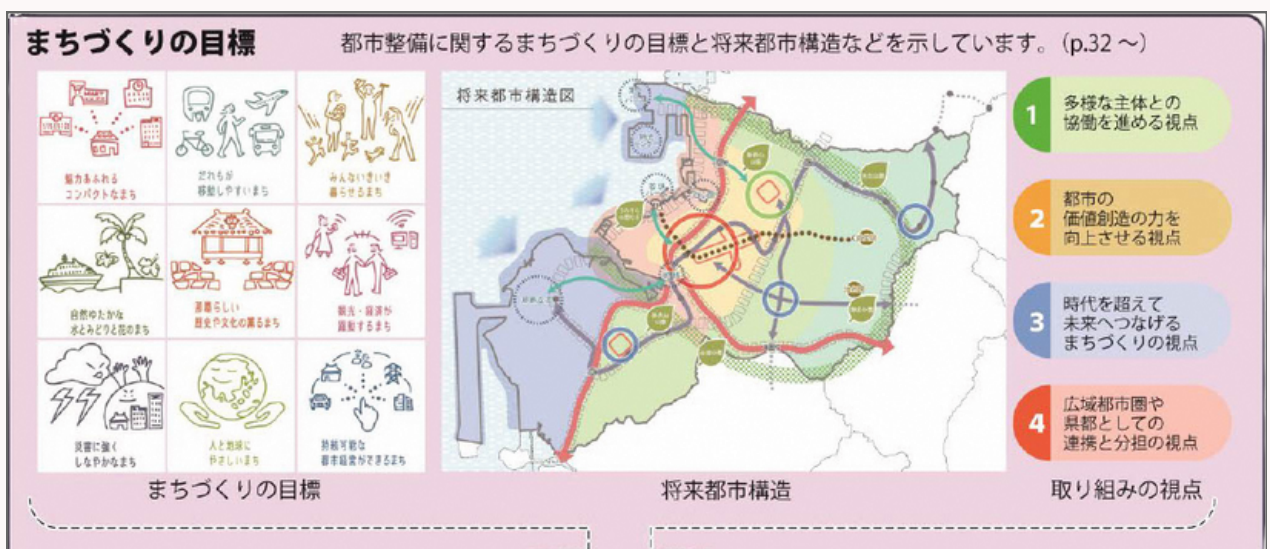 まちづくりの目標
都市整備に関するまちづくりの目標と将来都市構造などを示しています。(p.32 ～)
魅力あふれる
コンパクトなまち
だれもが
移動しやすいまち
みんないきいき
暮らせるまち
自然ゆたかな
水とみどりと花のまち
素晴らしい
歴史や文化の薫るまち
観光・経済が
躍動するまち
災害に強く
しなやかなまち
人と地球に
やさしいまち
持続可能な
都市経営ができるまち
まちづくりの目標
将来都市構造図
将来都市構造
1
多様な主体との
協働を進める視点
2
都市の
価値創造の力を
向上させる視点
3
時代を超えて
未来へつなげる
まちづくりの視点
4
広域都市圏や
県都としての
連携と分担の視点
取り組みの視点